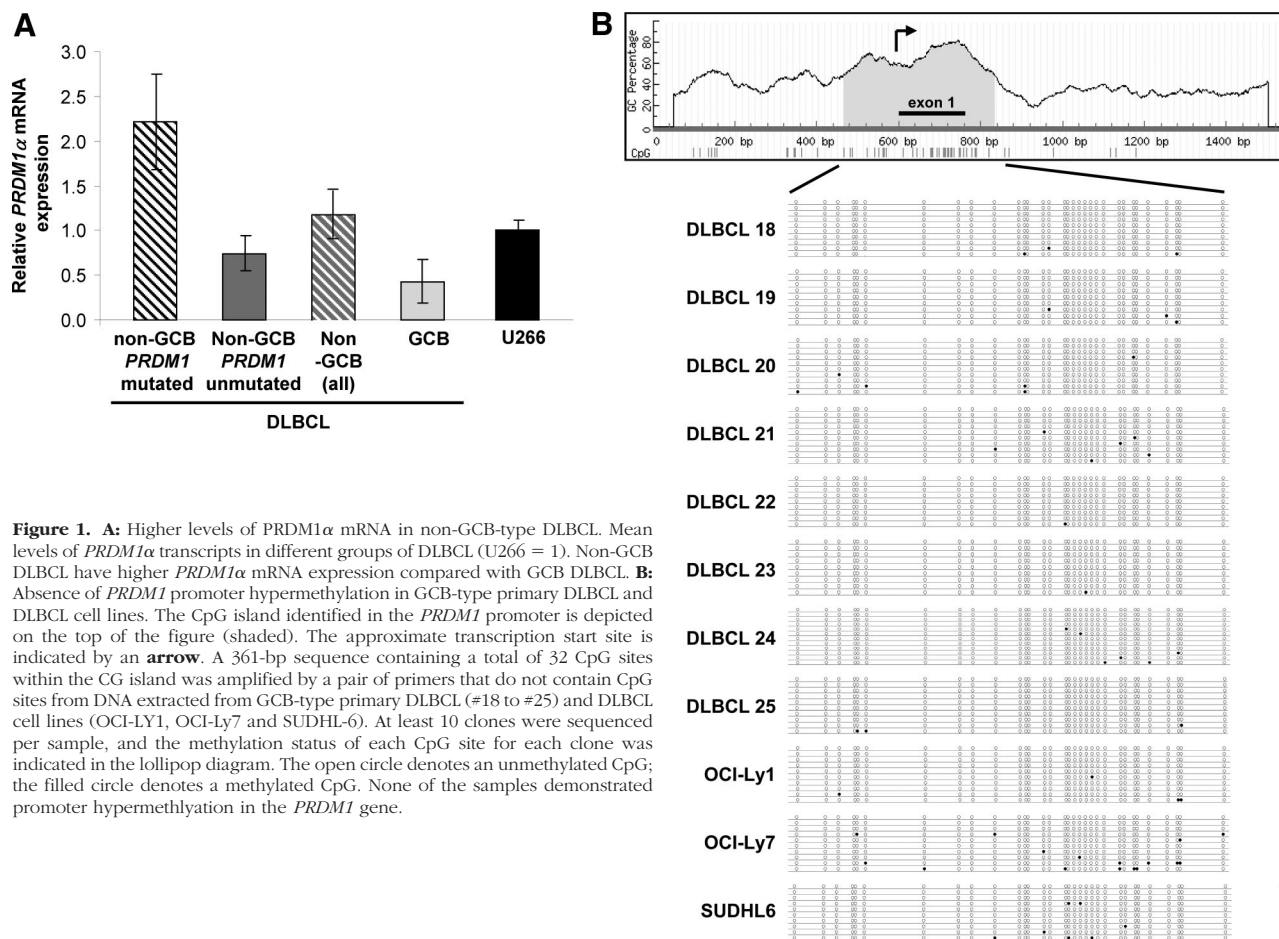 A
3.0
2.5
2.0
1.5
1.0
0.5
0.0
Relative PRDM1α mRNA
expression
non-GCB
PRDM1
mutated
Non-GCB
PRDM1
unmutated
Non
-GCB
(all)
GCB
U266
DLBCL
B
GC Percentage
80
60
40
20
0
exon 1
200 bp
400 bp
600 bp
800 bp
1000 bp
1200 bp
1400 bp
CpG
DLBCL 18
DLBCL 19
DLBCL 20
DLBCL 21
DLBCL 22
DLBCL 23
DLBCL 24
DLBCL 25
OCI-Ly1
OCI-Ly7
SUDHL6
Figure 1. A: Higher levels of PRDM1α mRNA in non-GCB-type DLBCL. Mean
levels of PRDM1α transcripts in different groups of DLBCL (U266 = 1). Non-GCB
DLBCL have higher PRDM1α mRNA expression compared with GCB DLBCL. B:
Absence of PRDM1 promoter hypermethylation in GCB-type primary DLBCL and
DLBCL cell lines. The CpG island identified in the PRDM1 promoter is depicted
on the top of the figure (shaded). The approximate transcription start site is
indicated by an arrow. A 361-bp sequence containing a total of 32 CpG sites
within the CG island was amplified by a pair of primers that do not contain CpG
sites from DNA extracted from GCB-type primary DLBCL (#18 to #25) and DLBCL
cell lines (OCI-LY1, OCI-Ly7 and SUDHL-6). At least 10 clones were sequenced
per sample, and the methylation status of each CpG site for each clone was
indicated in the lollipop diagram. The open circle denotes an unmethylated CpG;
the filled circle denotes a methylated CpG. None of the samples demonstrated
promoter hypermethlyation in the PRDM1 gene.